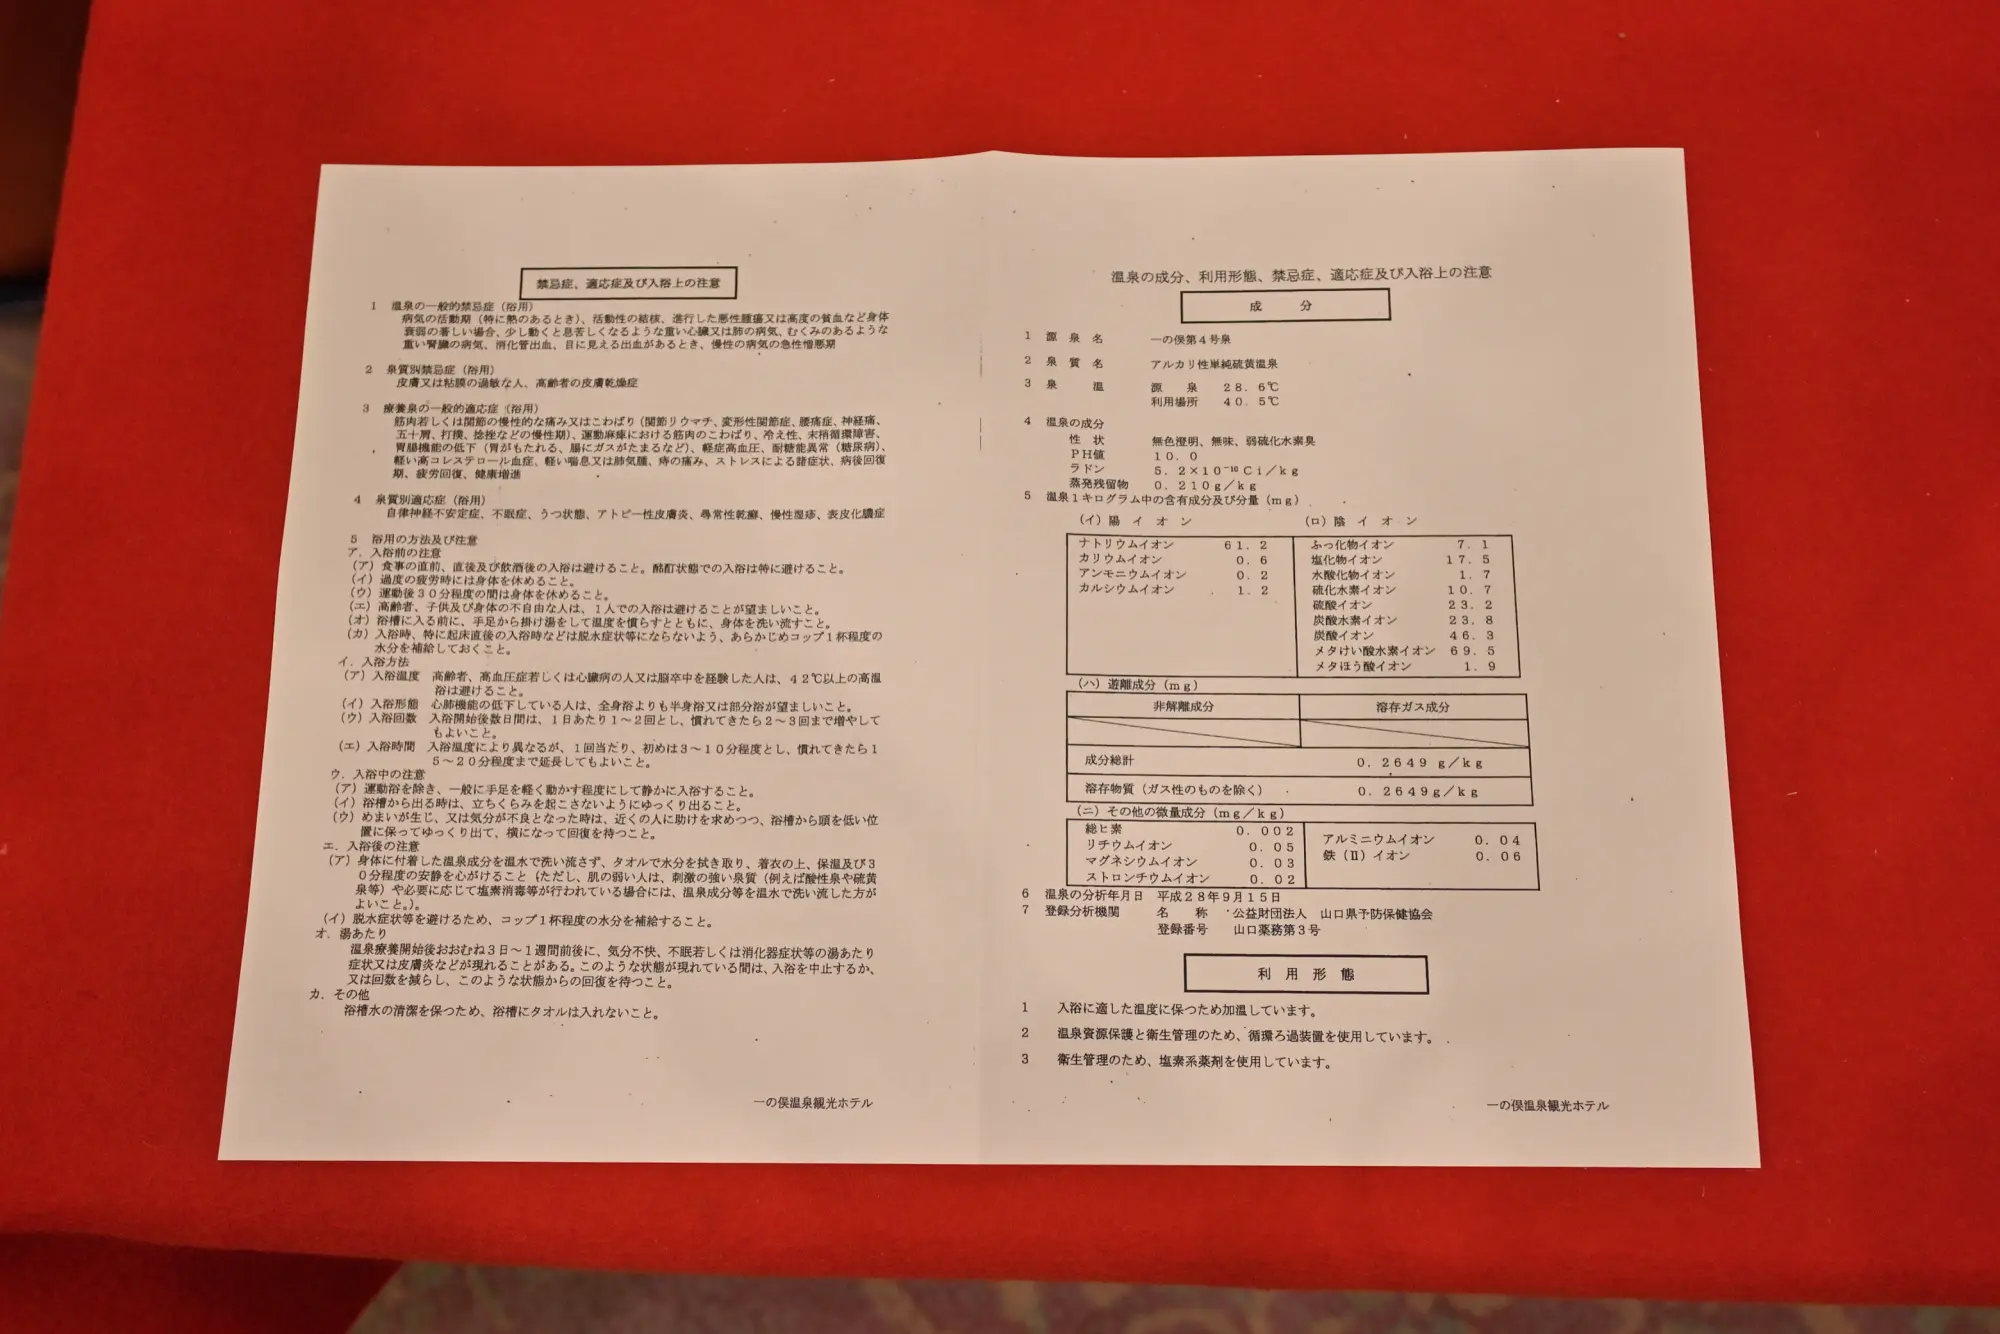 禁忌症、適応症及び入浴上の注意
1 温泉の一般的禁忌症（浴用）
病気の活動期（特に熱のあるとき）、活動性の結核、進行した悪性腫瘍又は高度の貧血など身体
衰弱の著しい場合、少し動くと息苦しくなるような重い心臓又は肺の病気、むくみのあるような
重い腎臓の病気、消化管出血、目に見える出血があるとき、慢性の病気の急性憎悪期
2 泉質別禁忌症（浴用）
皮膚又は粘膜の過敏な人、高齢者の皮膚乾燥症
3 療養泉の一般的適応症（浴用）
筋肉若しくは関節の慢性的な痛み又はこわばり（関節リウマチ、変形性関節症、腰痛症、神経痛、
五十肩、打撲、捻挫などの慢性期）、運動麻痺における筋肉のこわばり、冷え性、末梢循環障害、
胃腸機能の低下（胃がもたれる、腸にガスがたまるなど）、軽症高血圧、耐糖能異常（糖尿病）、
軽い高コレステロール血症、軽い喘息又は肺気腫、痔の痛み、ストレスによる諸症状、病後回復
期、疲労回復、健康増進
4 泉質別適応症（浴用）
自律神経不安定症、不眠症、うつ状態、アトピー性皮膚炎、尋常性乾癬、慢性湿疹、表皮化膿症
5 浴用の方法及び注意
ア．入浴前の注意
（ア）食事の直前、直後及び飲酒後の入浴は避けること。酩酊状態での入浴は特に避けること。
（イ）過度の疲労時には身体を休めること。
（ウ）運動後30分程度の間は身体を休めること。
（エ）高齢者、子供及び身体の不自由な人は、1人での入浴は避けることが望ましいこと。
（オ）浴槽に入る前に、手足から掛け湯をして温度を慣らすとともに、身体を洗い流すこと。
（カ）入浴時、特に起床直後の入浴時などは脱水症状等にならないよう、あらかじめコップ1杯程度の
水分を補給しておくこと。
イ．入浴方法
（ア）入浴温度 高齢者、高血圧症若しくは心臓病の人又は脳卒中を経験した人は、42℃以上の高温
浴は避けること。
（イ）入浴形態 心肺機能の低下している人は、全身浴よりも半身浴又は部分浴が望ましいこと。
（ウ）入浴回数 入浴開始後数日間は、1日あたり1～2回とし、慣れてきたら2～3回まで増やして
もよいこと。
（エ）入浴時間 入浴温度により異なるが、1回当たり、初めは3～10分程度とし、慣れてきたら1
5～20分程度まで延長してもよいこと。
ウ．入浴中の注意
（ア）運動浴を除き、一般に手足を軽く動かす程度にして静かに入浴すること。
（イ）浴槽から出る時は、立ちくらみを起こさないようにゆっくり出ること。
（ウ）めまいが生じ、又は気分が不良となった時は、近くの人に助けを求めつつ、浴槽から頭を低い位
置に保ってゆっくり出て、横になって回復を待つこと。
エ．入浴後の注意
（ア）身体に付着した温泉成分を温水で洗い流さず、タオルで水分を拭き取り、着衣の上、保温及び3
0分程度の安静を心がけること（ただし、肌の弱い人は、刺激の強い泉質（例えば酸性泉や硫黄
泉等）や必要に応じて塩素消毒等が行われている場合には、温泉成分等を温水で洗い流した方が
よいこと。）。
（イ）脱水症状等を避けるため、コップ1杯程度の水分を補給すること。
オ．湯あたり
温泉療養開始後おおむね3日～1週間前後に、気分不快、不眠若しくは消化器症状等の湯あたり
症状又は皮膚炎などが現れることがある。このような状態が現れている間は、入浴を中止するか、
又は回数を減らし、このような状態からの回復を待つこと。
カ．その他
浴槽水の清潔を保つため、浴槽にタオルは入れないこと。
一の俣温泉観光ホテル
温泉の成分、利用形態、禁忌症、適応症及び入浴上の注意
成　分
1 源泉名 一の俣第4号泉
2 泉質名 アルカリ性単純硫黄温泉
3 泉温 源泉 28．6℃
利用場所 40．5℃
4 温泉の成分
性状 無色澄明、無味、弱硫化水素臭
PH値 10．0
ラドン 5．2×10⁻¹⁰Ci／kg
蒸発残留物 0．210g／kg
5 温泉1キログラム中の含有成分及び分量（mg）
（イ）陽イオン （ロ）陰イオン
ナトリウムイオン 61．2 ふっ化物イオン 7．1
カリウムイオン 0．6 塩化物イオン 17．5
アンモニウムイオン 0．2 水酸化物イオン 1．7
カルシウムイオン 1．2 硫化水素イオン 10．7
硫酸イオン 23．2
炭酸水素イオン 23．8
炭酸イオン 46．3
メタけい酸水素イオン 69．5
メタほう酸イオン 1．9
（ハ）遊離成分（mg）
非解離成分 溶存ガス成分
成分総計 0．2649 g／kg
溶存物質（ガス性のものを除く） 0．2649g／kg
（ニ）その他の微量成分（mg／kg）
総ヒ素 0．002 アルミニウムイオン 0．04
リチウムイオン 0．05 鉄（Ⅱ）イオン 0．06
マグネシウムイオン 0．03
ストロンチウムイオン 0．02
6 温泉の分析年月日 平成28年9月15日
7 登録分析機関 名称 公益財団法人 山口県予防保健協会
登録番号 山口薬務第3号
利用形態
1 入浴に適した温度に保つため加温しています。
2 温泉資源保護と衛生管理のため、循環ろ過装置を使用しています。
3 衛生管理のため、塩素系薬剤を使用しています。
一の俣温泉観光ホテル